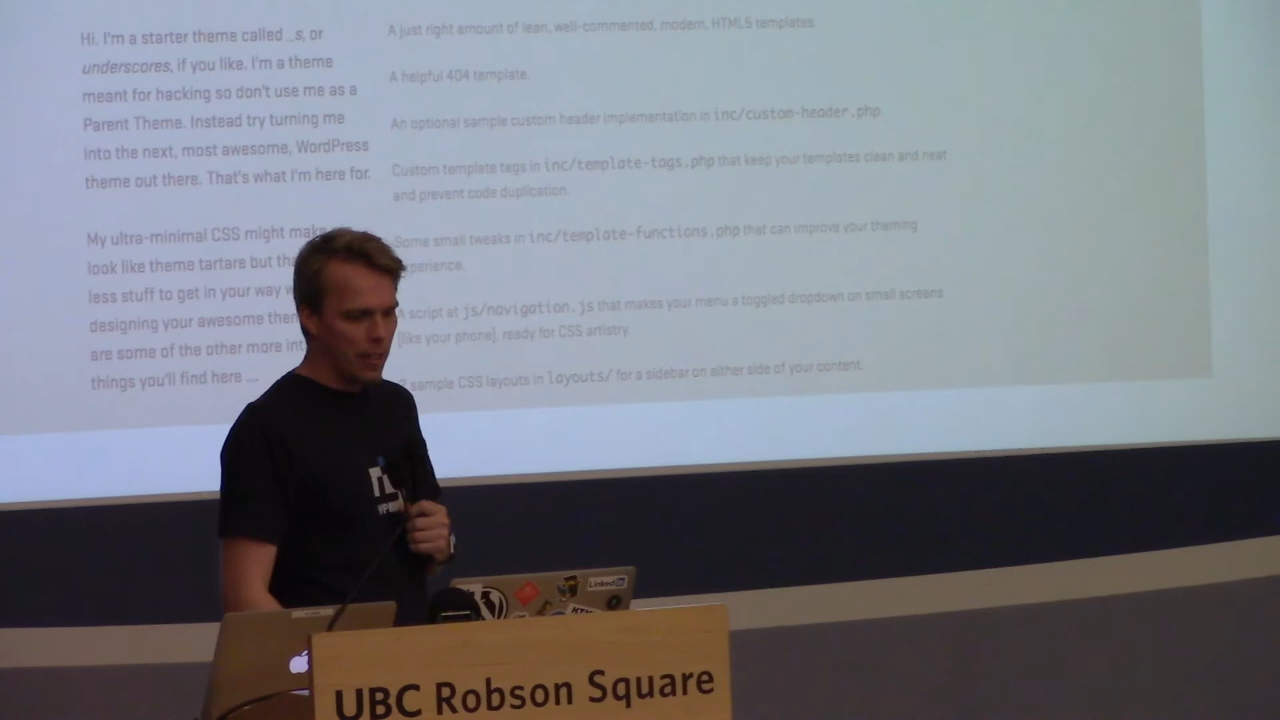 Hi. I'm a starter theme called _s, or
underscores, if you like. I'm a theme
meant for hacking so don't use me as a
Parent Theme. Instead try turning me
into the next, most awesome, WordPress
theme out there. That's what I'm here for.
My ultra-minimal CSS might make
look like theme tartare but
less stuff to get in your way
designing your awesome
are some of the other more
things you'll find here ...
A just right amount of lean, well-commented, modern, HTML5 templates.
A helpful 404 template.
An optional sample custom header implementation in inc/custom-header.php.
Custom template tags in inc/template-tags.php that keep your templates clean and neat
and prevent code duplication.
Some small tweaks in inc/template-functions.php that can improve your theming
A script at js/navigation.js that makes your menu a toggled dropdown on small screens
(like your phone), ready for CSS artistry.
sample CSS layouts in layouts/ for a sidebar on either side of your content.
LinkedIn
UBC Robson Square